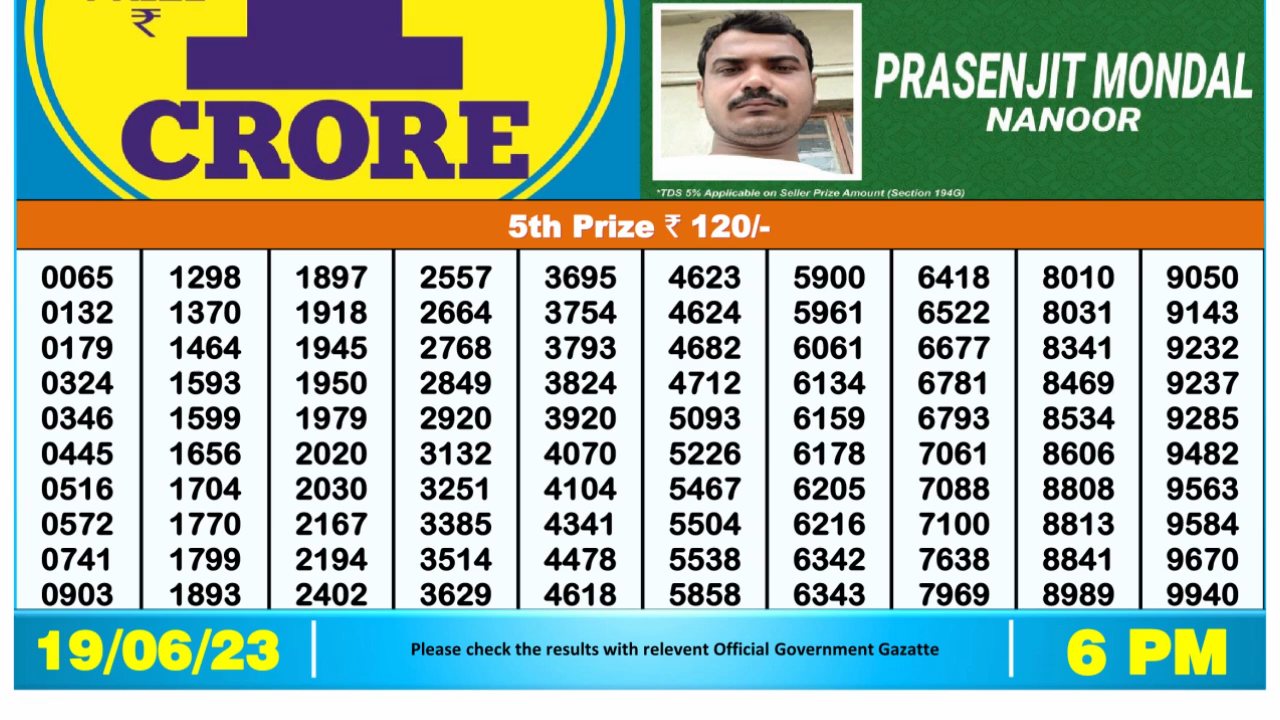 ₹
CRORE
PRASENJIT MONDAL
NANOOR
*TDS 5% Applicable on Seller Prize Amount (Section 194G)
5th Prize ₹ 120/-
0065 1298 1897 2557 3695 4623 5900 6418 8010 9050
0132 1370 1918 2664 3754 4624 5961 6522 8031 9143
0179 1464 1945 2768 3793 4682 6061 6677 8341 9232
0324 1593 1950 2849 3824 4712 6134 6781 8469 9237
0346 1599 1979 2920 3920 5093 6159 6793 8534 9285
0445 1656 2020 3132 4070 5226 6178 7061 8606 9482
0516 1704 2030 3251 4104 5467 6205 7088 8808 9563
0572 1770 2167 3385 4341 5504 6216 7100 8813 9584
0741 1799 2194 3514 4478 5538 6342 7638 8841 9670
0903 1893 2402 3629 4618 5858 6343 7969 8989 9940
19/06/23
Please check the results with relevent Official Government Gazatte
6 PM